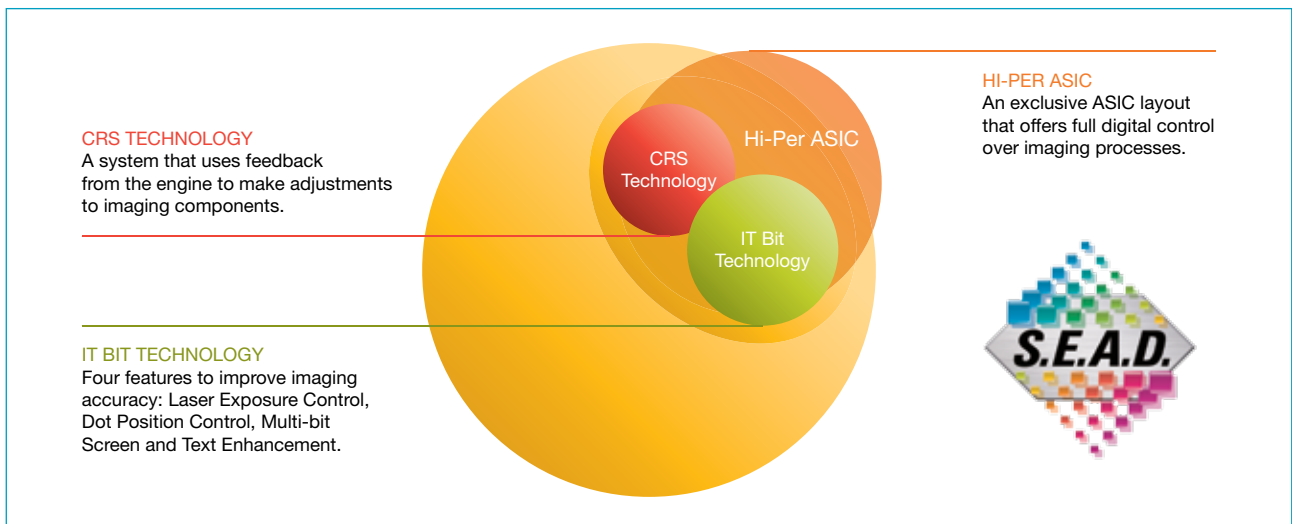 CRS TECHNOLOGY
A system that uses feedback
from the engine to make adjustments
to imaging components.
IT BIT TECHNOLOGY
Four features to improve imaging
accuracy: Laser Exposure Control,
Dot Position Control, Multi-bit
Screen and Text Enhancement.
CRS
Technology
Hi-Per ASIC
IT Bit
Technology
HI-PER ASIC
An exclusive ASIC layout
that offers full digital control
over imaging processes.
S.E.A.D.